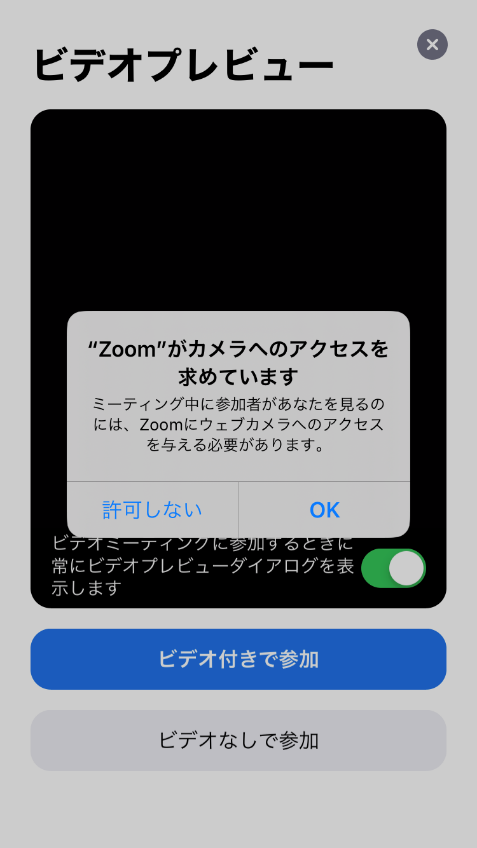 ビデオプレビュー
“Zoom”がカメラへのアクセスを
求めています
ミーティング中に参加者があなたを見るの
には、Zoomにウェブカメラへのアクセス
を与える必要があります。
許可しない
OK
ビデオミーティングに参加するときに
常にビデオプレビューダイアログを表
示します
ビデオ付きで参加
ビデオなしで参加